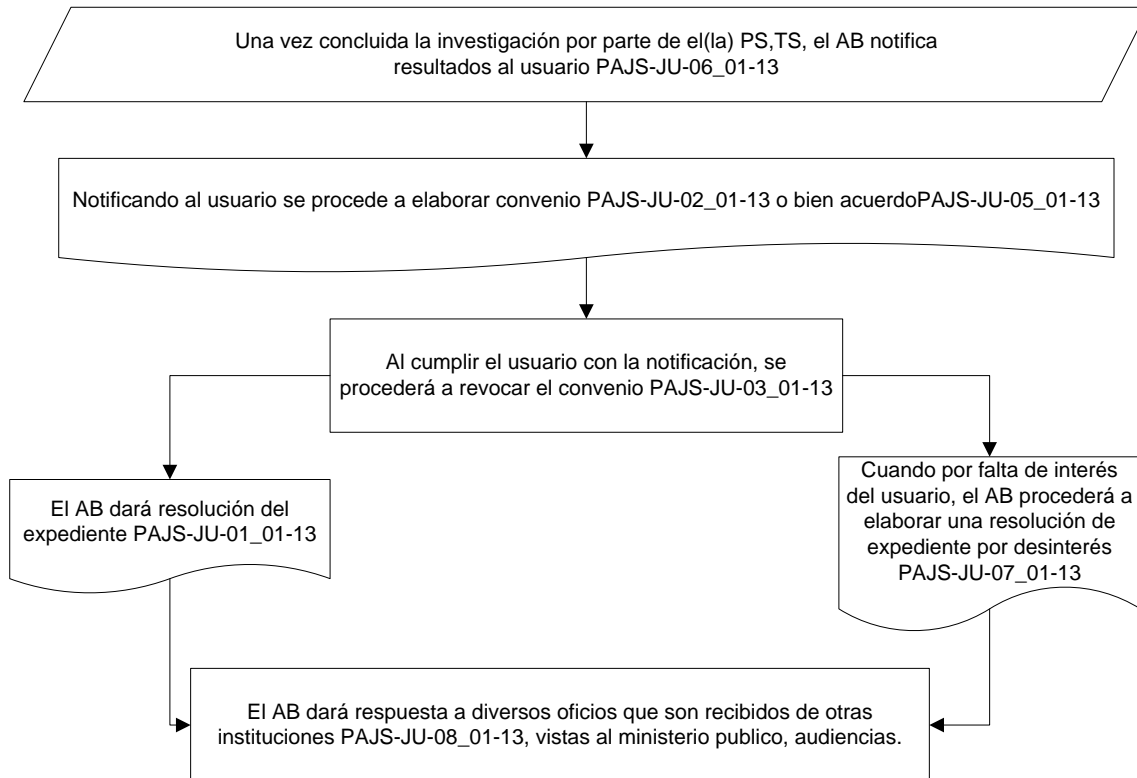 Una vez concluida la investigación por parte de el(la) PS,TS, el AB notifica
resultados al usuario PAJS-JU-06_01-13
Notificando al usuario se procede a elaborar convenio PAJS-JU-02_01-13 o bien acuerdoPAJS-JU-05_01-13
Al cumplir el usuario con la notificación, se
procederá a revocar el convenio PAJS-JU-03_01-13
El AB dará resolución del
expediente PAJS-JU-01_01-13
Cuando por falta de interés
del usuario, el AB procederá a
elaborar una resolución de
expediente por desinterés
PAJS-JU-07_01-13
El AB dará respuesta a diversos oficios que son recibidos de otras
instituciones PAJS-JU-08_01-13, vistas al ministerio publico, audiencias.